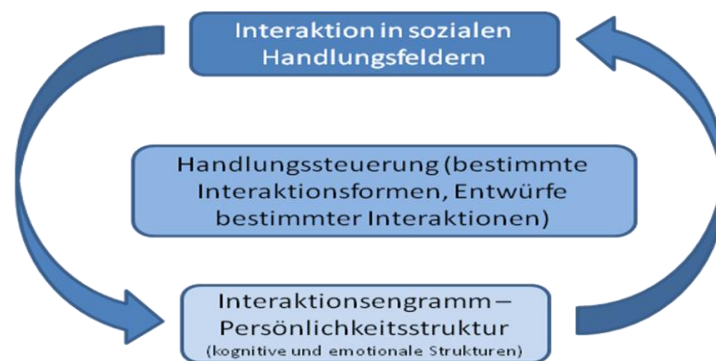 Interaktion in sozialen
Handlungsfeldern
Handlungssteuerung (bestimmte
Interaktionsformen, Entwürfe
bestimmter Interaktionen)
Interaktionsengramm –
Persönlichkeitsstruktur
(kognitive und emotionale Strukturen)